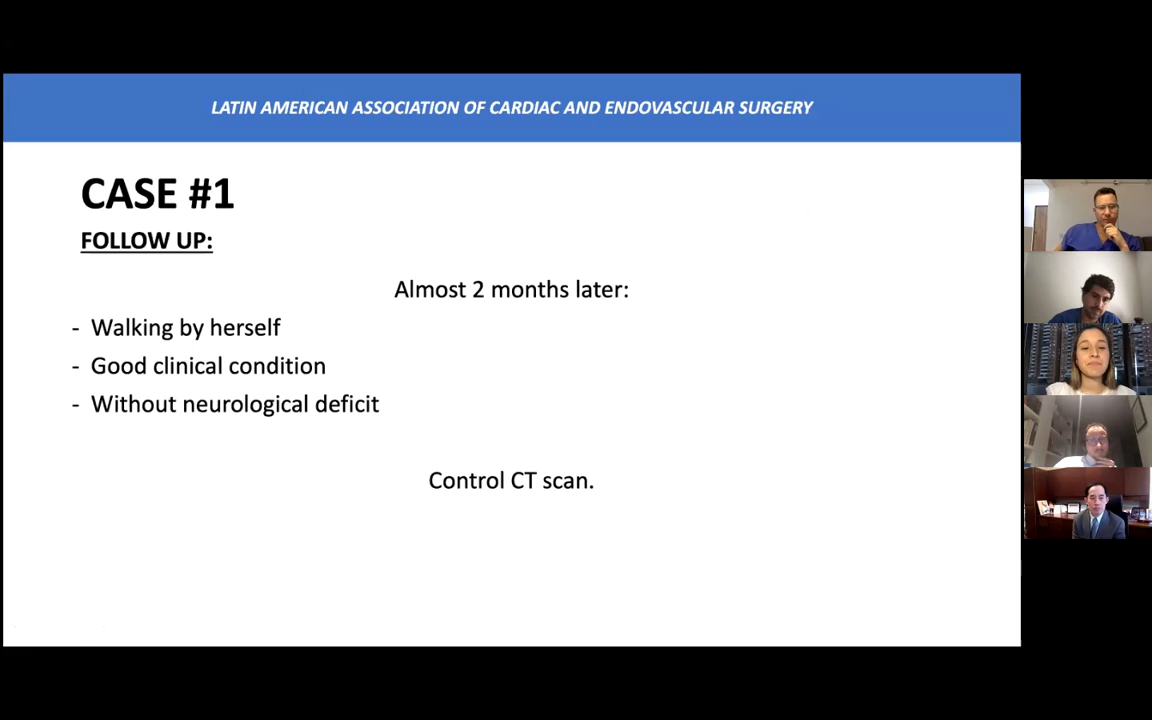 LATIN AMERICAN ASSOCIATION OF CARDIAC AND ENDOVASCULAR SURGERY
CASE #1
FOLLOW UP:
Almost 2 months later:
- Walking by herself
- Good clinical condition
- Without neurological deficit
Control CT scan.